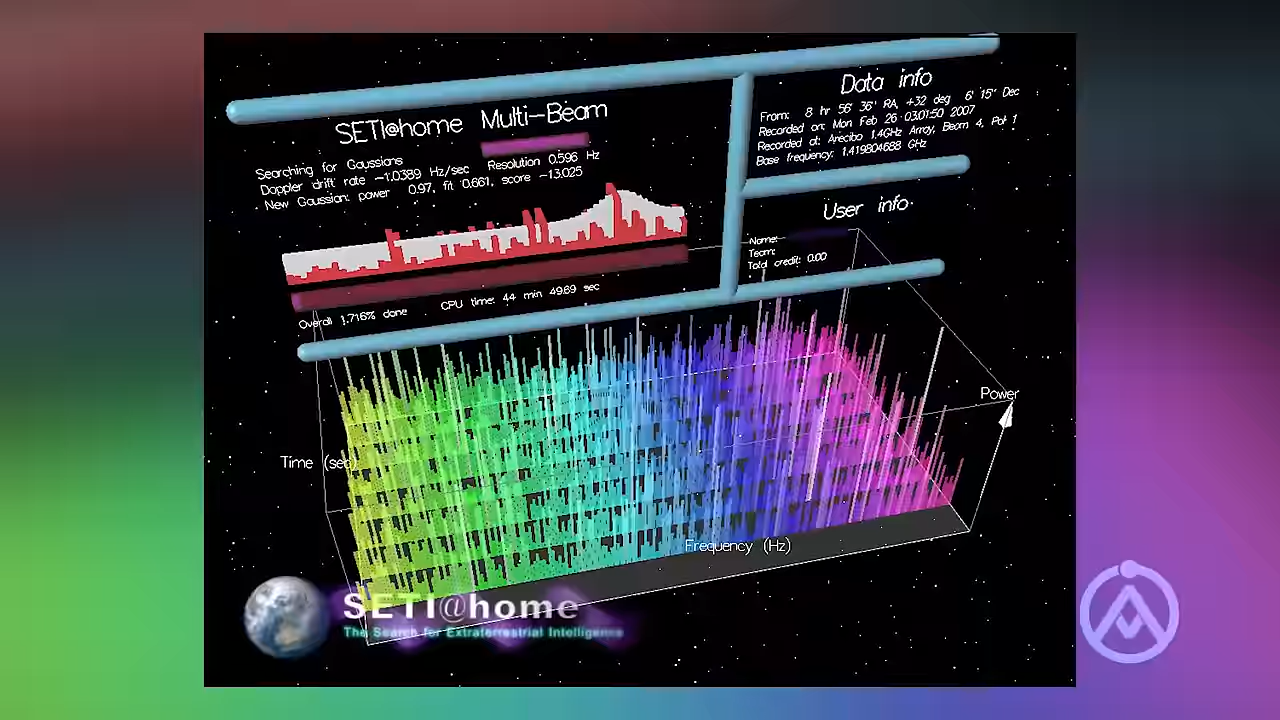 SETI@home Multi-Beam
Searching for Gaussians
Doppler drift rate -1.0389 Hz/sec Resolution 0.596 Hz
New Gaussian: power 0.97, fit 0.661, score -13.025
Overall 1.716% done CPU time: 44 min 49.69 sec
Data info
From: 8 hr 56' 36" RA, +32 deg 6' 15" Dec
Recorded on: Mon Feb 26 03:01:50 2007
Recorded at: Arecibo 1.4GHz Array, Beam 4, Pol 1
Base frequency: 1.419804688 GHz
User info
Name:
Team:
Total credit: 0.00
Power
Time (sec)
Frequency (Hz)
SETI@home
The Search for Extraterrestrial Intelligence